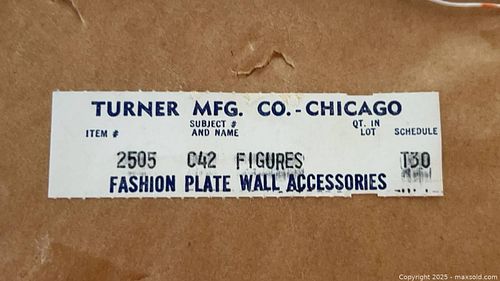 TURNER MFG. CO.-CHICAGO
ITEM # SUBJECT # AND NAME QT. IN LOT SCHEDULE
2505 C42 FIGURES T30
FASHION PLATE WALL ACCESSORIES
Copyright © 2025 - maxsold.com